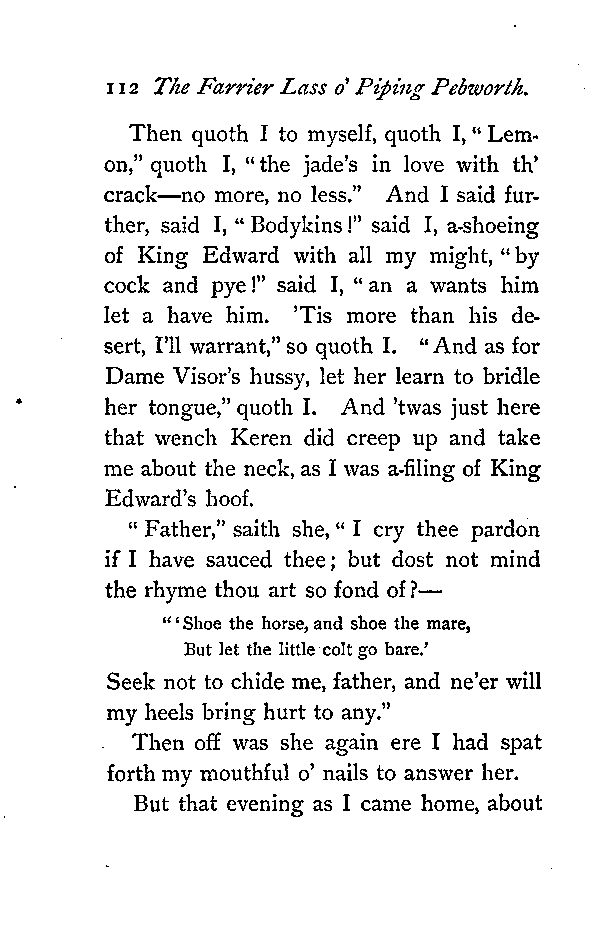 112 The Farrier Lass o' Piping Pebworth.
Then quoth I to myself, quoth I, “ Lem-
on,” quoth I, “the jade’s in love with th’
crack—no more, no less.” And I said fur-
ther, said I, “ Bodykins!” said I, a-shoeing
of King Edward with all my might, “by
cock and pye!” said I, “ an a wants him
let a have him. ’Tis more than his de-
sert, I’ll warrant,” so quoth I. “And as for
Dame Visor’s hussy, let her learn to bridle
her tongue,” quoth I. And ’twas just here
that wench Keren did creep up and take
me about the neck, as I was a-filing of King
Edward’s hoof.
“ Father,” saith she, “ I cry thee pardon
if I have sauced thee; but dost not mind
the rhyme thou art so fond of?—
“‘Shoe the horse, and shoe the mare,
But let the little colt go bare.’
Seek not to chide me, father, and ne’er will
my heels bring hurt to any.”
Then off was she again ere I had spat
forth my mouthful o’ nails to answer her.
But that evening as I came home, about